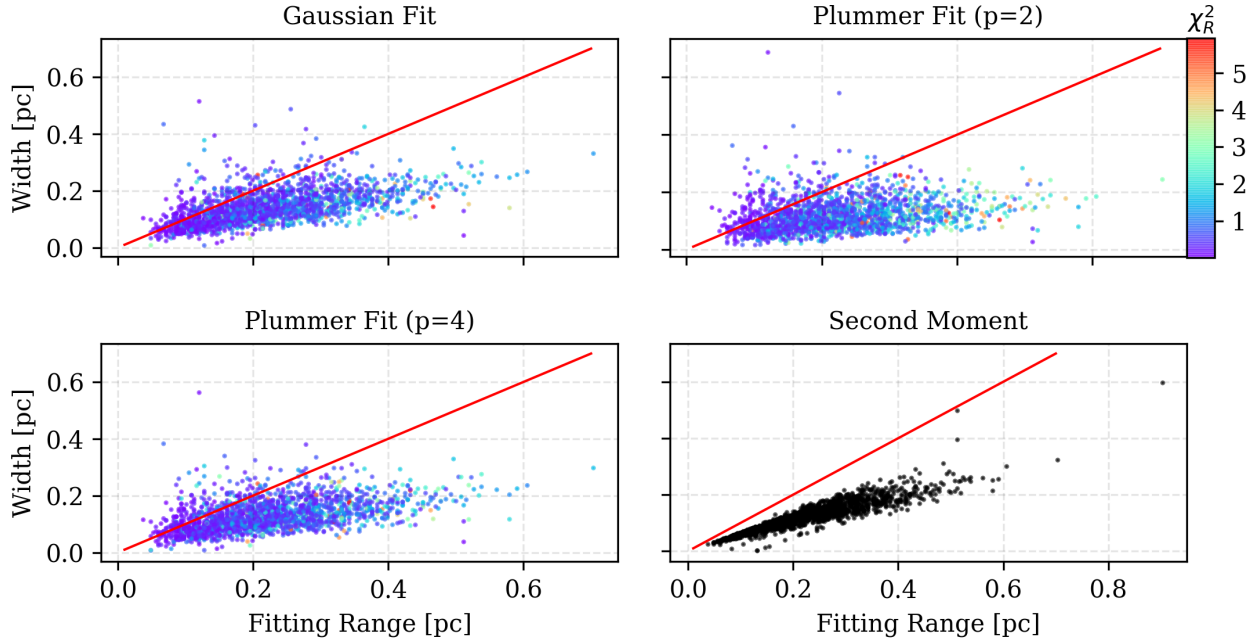 Gaussian Fit
Plummer Fit (p=2)
χ²_R
Width [pc]
0.6
0.4
0.2
0.0
5
4
3
2
1
Plummer Fit (p=4)
Second Moment
Width [pc]
0.6
0.4
0.2
0.0
0.0 0.2 0.4 0.6
0.0 0.2 0.4 0.6 0.8
Fitting Range [pc]
Fitting Range [pc]